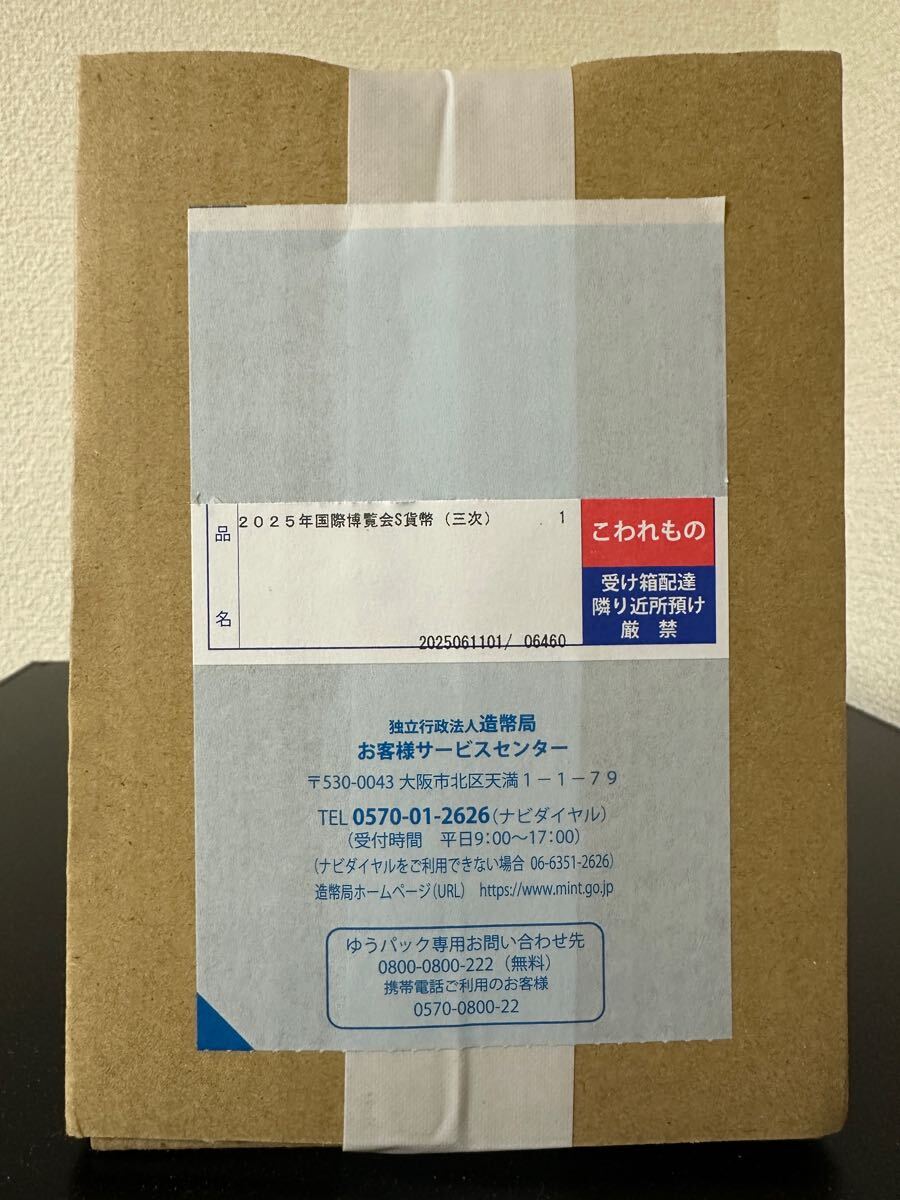 品名
2025年国際博覧会S貨幣(三次) 1
2025061101/ 06460
こわれもの
受け箱配達
隣り近所預け
厳 禁
独立行政法人造幣局
お客様サービスセンター
〒530-0043 大阪市北区天満1-1-79
TEL 0570-01-2626(ナビダイヤル)
(受付時間 平日9:00〜17:00)
(ナビダイヤルをご利用できない場合 06-6351-2626)
造幣局ホームページ(URL) https://www.mint.go.jp
ゆうパック専用お問い合わせ先
0800-0800-222(無料)
携帯電話ご利用のお客様
0570-0800-22